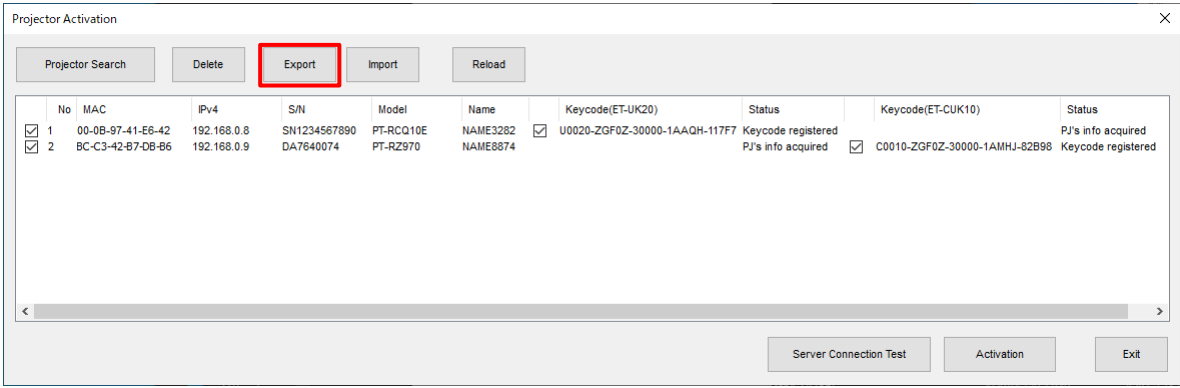 Projector Activation
Projector Search Delete Export Import Reload
No MAC IPv4 S/N Model Name Keycode(ET-UK20) Status Keycode(ET-CUK10) Status
1 00-0B-97-41-E6-42 192.168.0.8 SN1234567890 PT-RCQ10E NAME3282 U0020-ZGF0Z-30000-1AAQH-117F7 Keycode registered PJ's info acquired
2 BC-C3-42-B7-DB-B6 192.168.0.9 DA7640074 PT-RZ970 NAME8874 PJ's info acquired C0010-ZGF0Z-30000-1AMHJ-82B98 Keycode registered
Server Connection Test Activation Exit